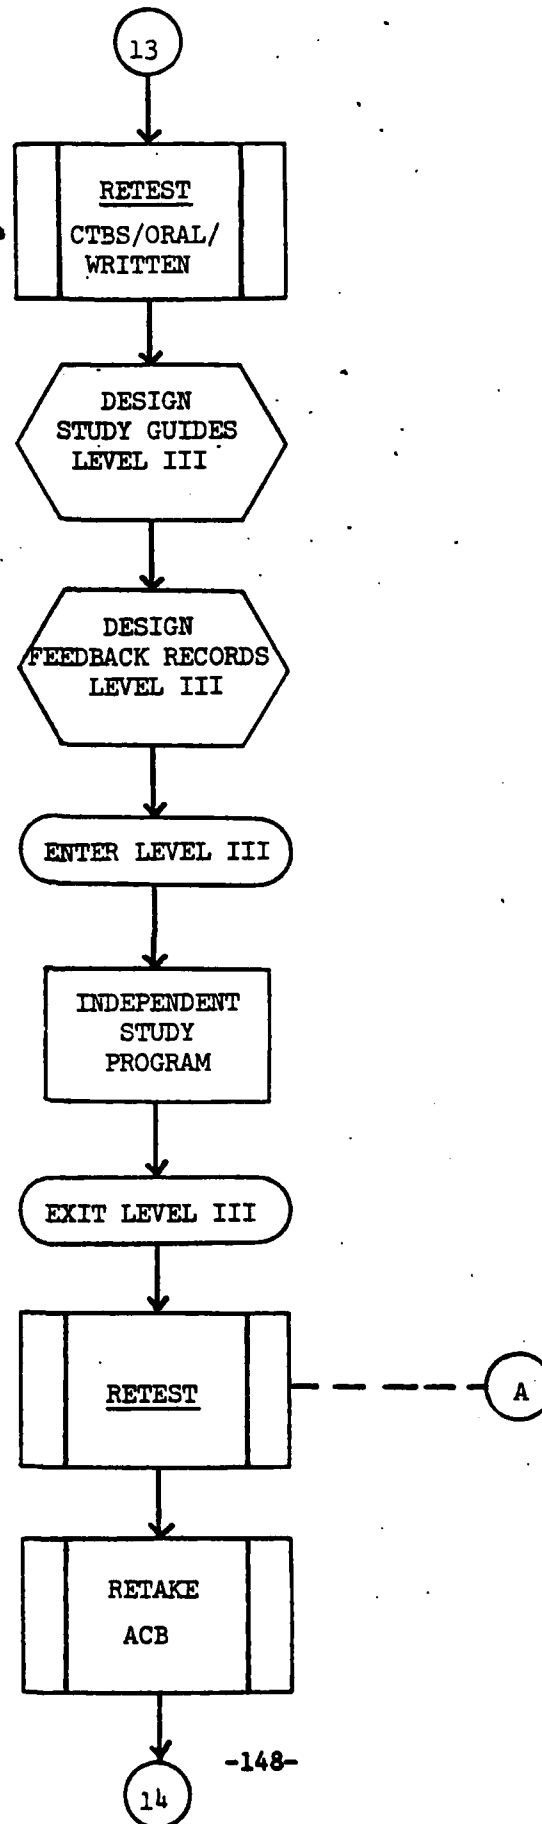 13
RETEST
CTBS/ORAL/
WRITTEN
DESIGN
STUDY GUIDES
LEVEL III
DESIGN
FEEDBACK RECORDS
LEVEL III
ENTER LEVEL III
INDEPENDENT
STUDY
PROGRAM
EXIT LEVEL III
RETEST
A
RETAKE
ACB
-148-
14